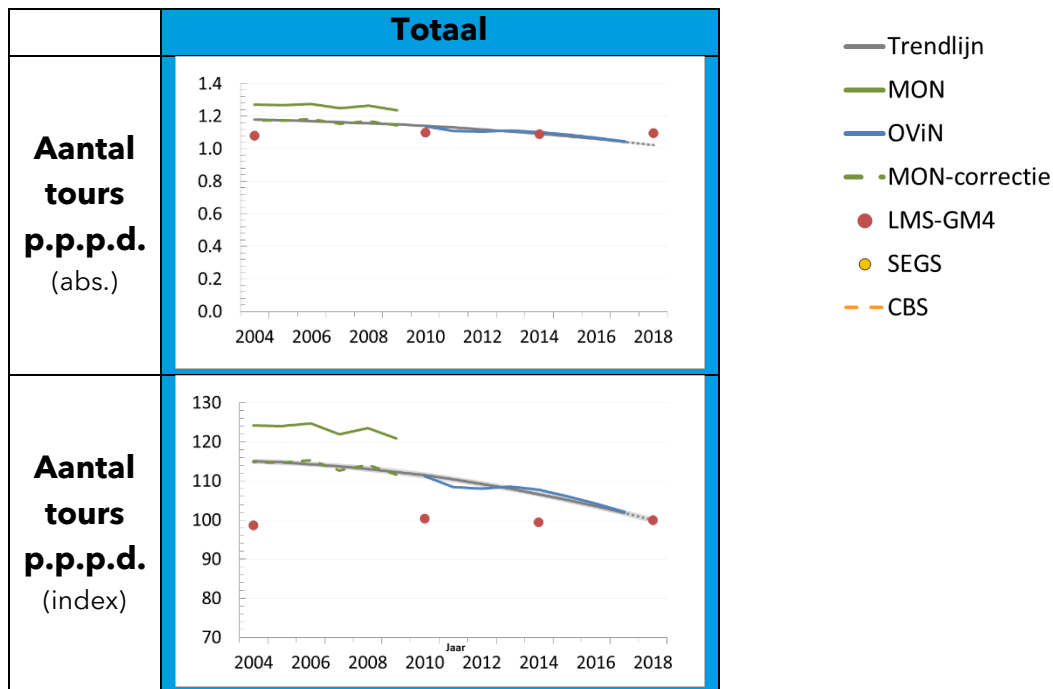 Totaal
Aantal
tours
p.p.p.d.
(abs.)
1.4
1.2
1.0
0.8
0.6
0.4
0.2
0.0
2004 2006 2008 2010 2012 2014 2016 2018
Aantal
tours
p.p.p.d.
(index)
130
120
110
100
90
80
70
Jaar
2004 2006 2008 2010 2012 2014 2016 2018
Trendlijn
MON
OViN
MON-correctie
LMS-GM4
SEGS
CBS